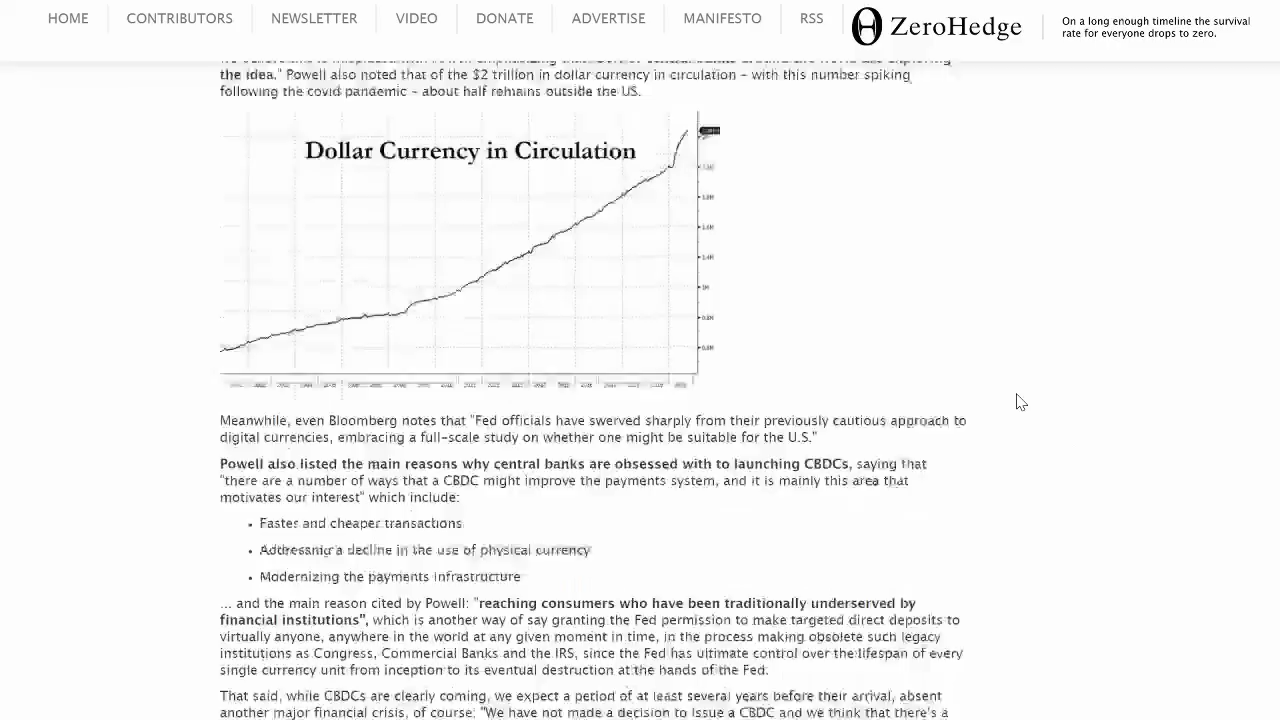 HOME CONTRIBUTORS NEWSLETTER VIDEO DONATE ADVERTISE MANIFESTO RSS
ZeroHedge
On a long enough timeline the survival
rate for everyone drops to zero.
the idea." Powell also noted that of the $2 trillion in dollar currency in circulation - with this number spiking
following the covid pandemic - about half remains outside the US.
Dollar Currency in Circulation
Meanwhile, even Bloomberg notes that "Fed officials have swerved sharply from their previously cautious approach to
digital currencies, embracing a full-scale study on whether one might be suitable for the U.S."
Powell also listed the main reasons why central banks are obsessed with to launching CBDCs, saying that
"there are a number of ways that a CBDC might improve the payments system, and it is mainly this area that
motivates our interest" which include:
• Faster and cheaper transactions
• Addressing a decline in the use of physical currency
• Modernizing the payments infrastructure
... and the main reason cited by Powell: "reaching consumers who have been traditionally underserved by
financial institutions", which is another way of say granting the Fed permission to make targeted direct deposits to
virtually anyone, anywhere in the world at any given moment in time, in the process making obsolete such legacy
institutions as Congress, Commercial Banks and the IRS, since the Fed has ultimate control over the lifespan of every
single currency unit from inception to its eventual destruction at the hands of the Fed.
That said, while CBDCs are clearly coming, we expect a period of at least several years before their arrival, absent
another major financial crisis, of course: "We have not made a decision to issue a CBDC and we think that there's a